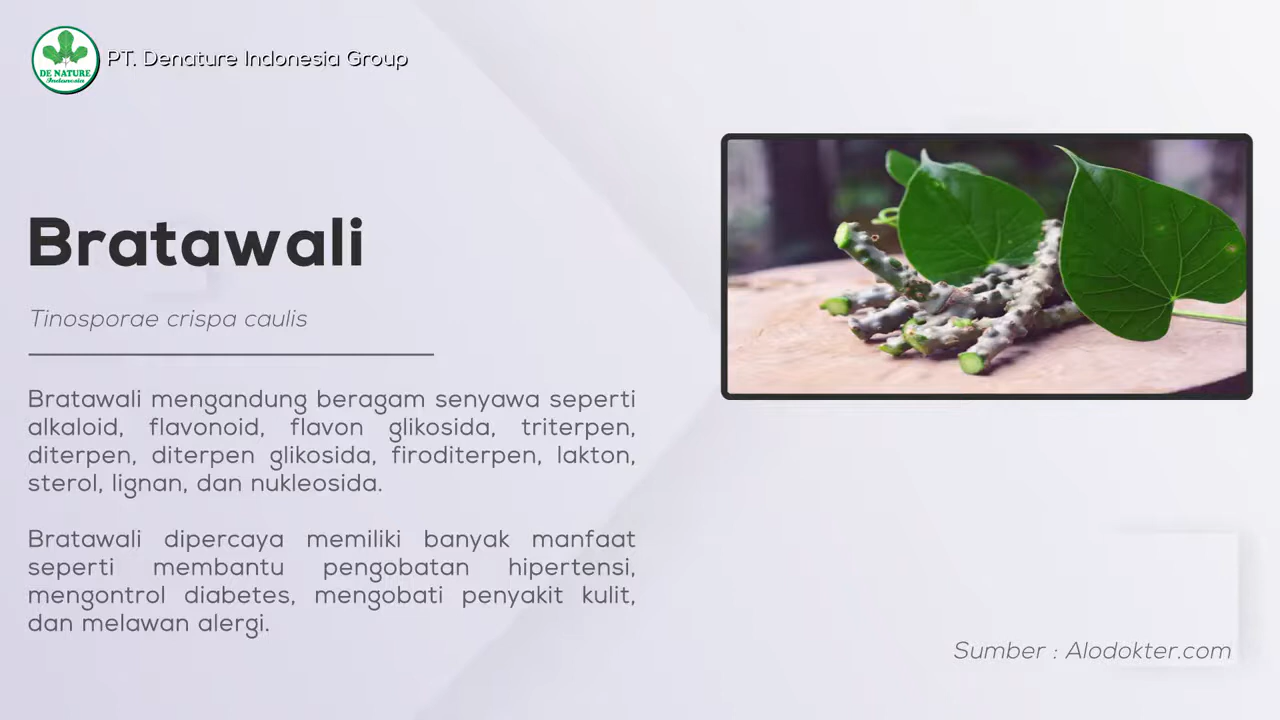 DE NATURE
Indonesia
PT. Denature Indonesia Group
Bratawali
Tinosporae crispa caulis
Bratawali mengandung beragam senyawa seperti
alkaloid, flavonoid, flavon glikosida, triterpen,
diterpen, diterpen glikosida, firoditerpen, lakton,
sterol, lignan, dan nukleosida.
Bratawali dipercaya memiliki banyak manfaat
seperti membantu pengobatan hipertensi,
mengontrol diabetes, mengobati penyakit kulit,
dan melawan alergi.
Sumber : Alodokter.com